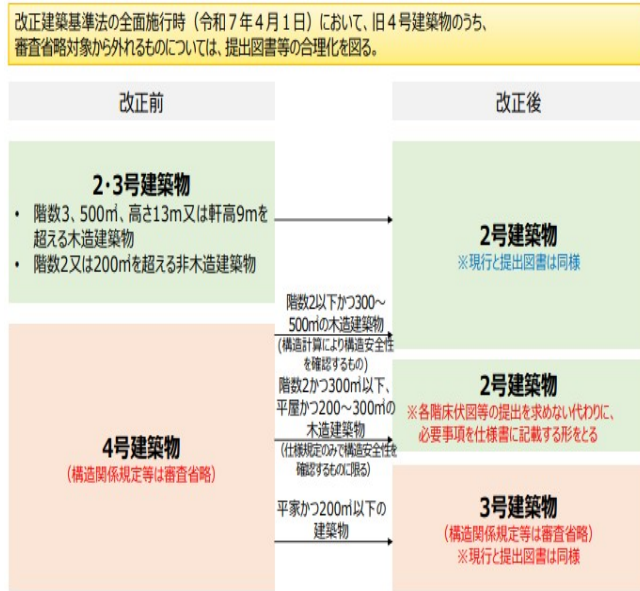 改正建築基準法の全面施行時（令和７年４月１日）において、旧４号建築物のうち、
審査省略対象から外れるものについては、提出図書等の合理化を図る。
改正前
改正後
2・3号建築物
• 階数3、500㎡、高さ13m又は軒高9mを
超える木造建築物
• 階数2又は200㎡を超える非木造建築物
2号建築物
※現行と提出図書は同様
階数2以下かつ300～
500㎡の木造建築物
(構造計算により構造安全性
を確認するもの)
階数2かつ300㎡以下、
平屋かつ200～300㎡の
木造建築物
(仕様規定のみで構造安全性を
確認するものに限る)
2号建築物
※各階床伏図等の提出を求めない代わりに、
必要事項を仕様書に記載する形をとる
4号建築物
(構造関係規定等は審査省略)
平家かつ200㎡以下の
建築物
3号建築物
(構造関係規定等は審査省略)
※現行と提出図書は同様